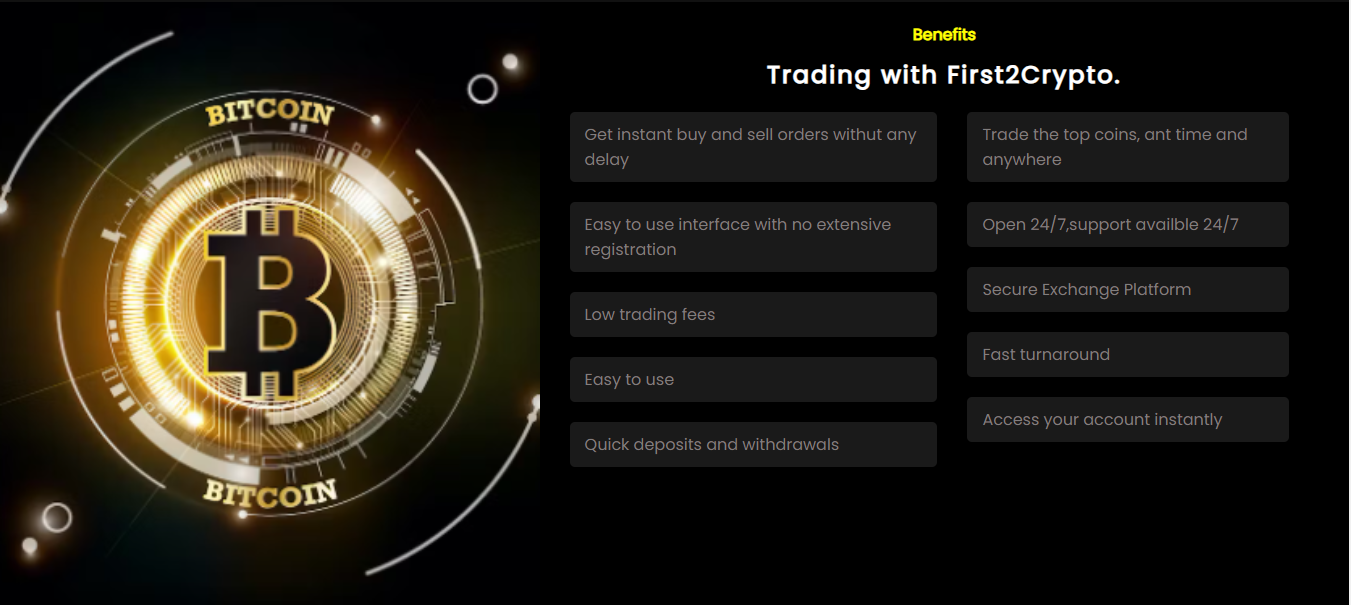 BITCOIN
BITCOIN
Benefits
Trading with First2Crypto.
Get instant buy and sell orders withut any
delay
Easy to use interface with no extensive
registration
Low trading fees
Easy to use
Quick deposits and withdrawals
Trade the top coins, ant time and
anywhere
Open 24/7,support availble 24/7
Secure Exchange Platform
Fast turnaround
Access your account instantly